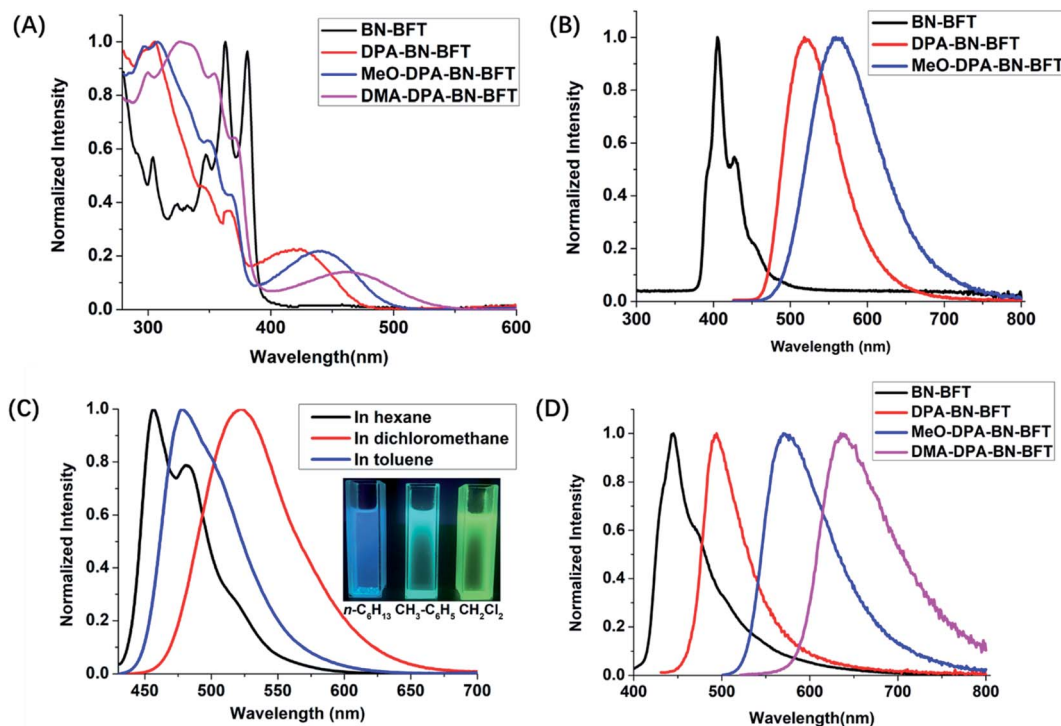 (A)
BN-BFT
DPA-BN-BFT
MeO-DPA-BN-BFT
DMA-DPA-BN-BFT
Normalized Intensity
1.0
0.8
0.6
0.4
0.2
0.0
300 400 500 600
Wavelength(nm)
(B)
BN-BFT
DPA-BN-BFT
MeO-DPA-BN-BFT
Normalized Intensity
1.0
0.8
0.6
0.4
0.2
0.0
300 400 500 600 700 800
Wavelength (nm)
(C)
In hexane
In dichloromethane
In toluene
n-C₆H₁₃ CH₃-C₆H₅ CH₂Cl₂
Normalized Intensity
1.0
0.8
0.6
0.4
0.2
0.0
450 500 550 600 650 700
Wavelength (nm)
(D)
BN-BFT
DPA-BN-BFT
MeO-DPA-BN-BFT
DMA-DPA-BN-BFT
Normalized Intensity
1.0
0.8
0.6
0.4
0.2
0.0
400 500 600 700 800
Wavelength (nm)